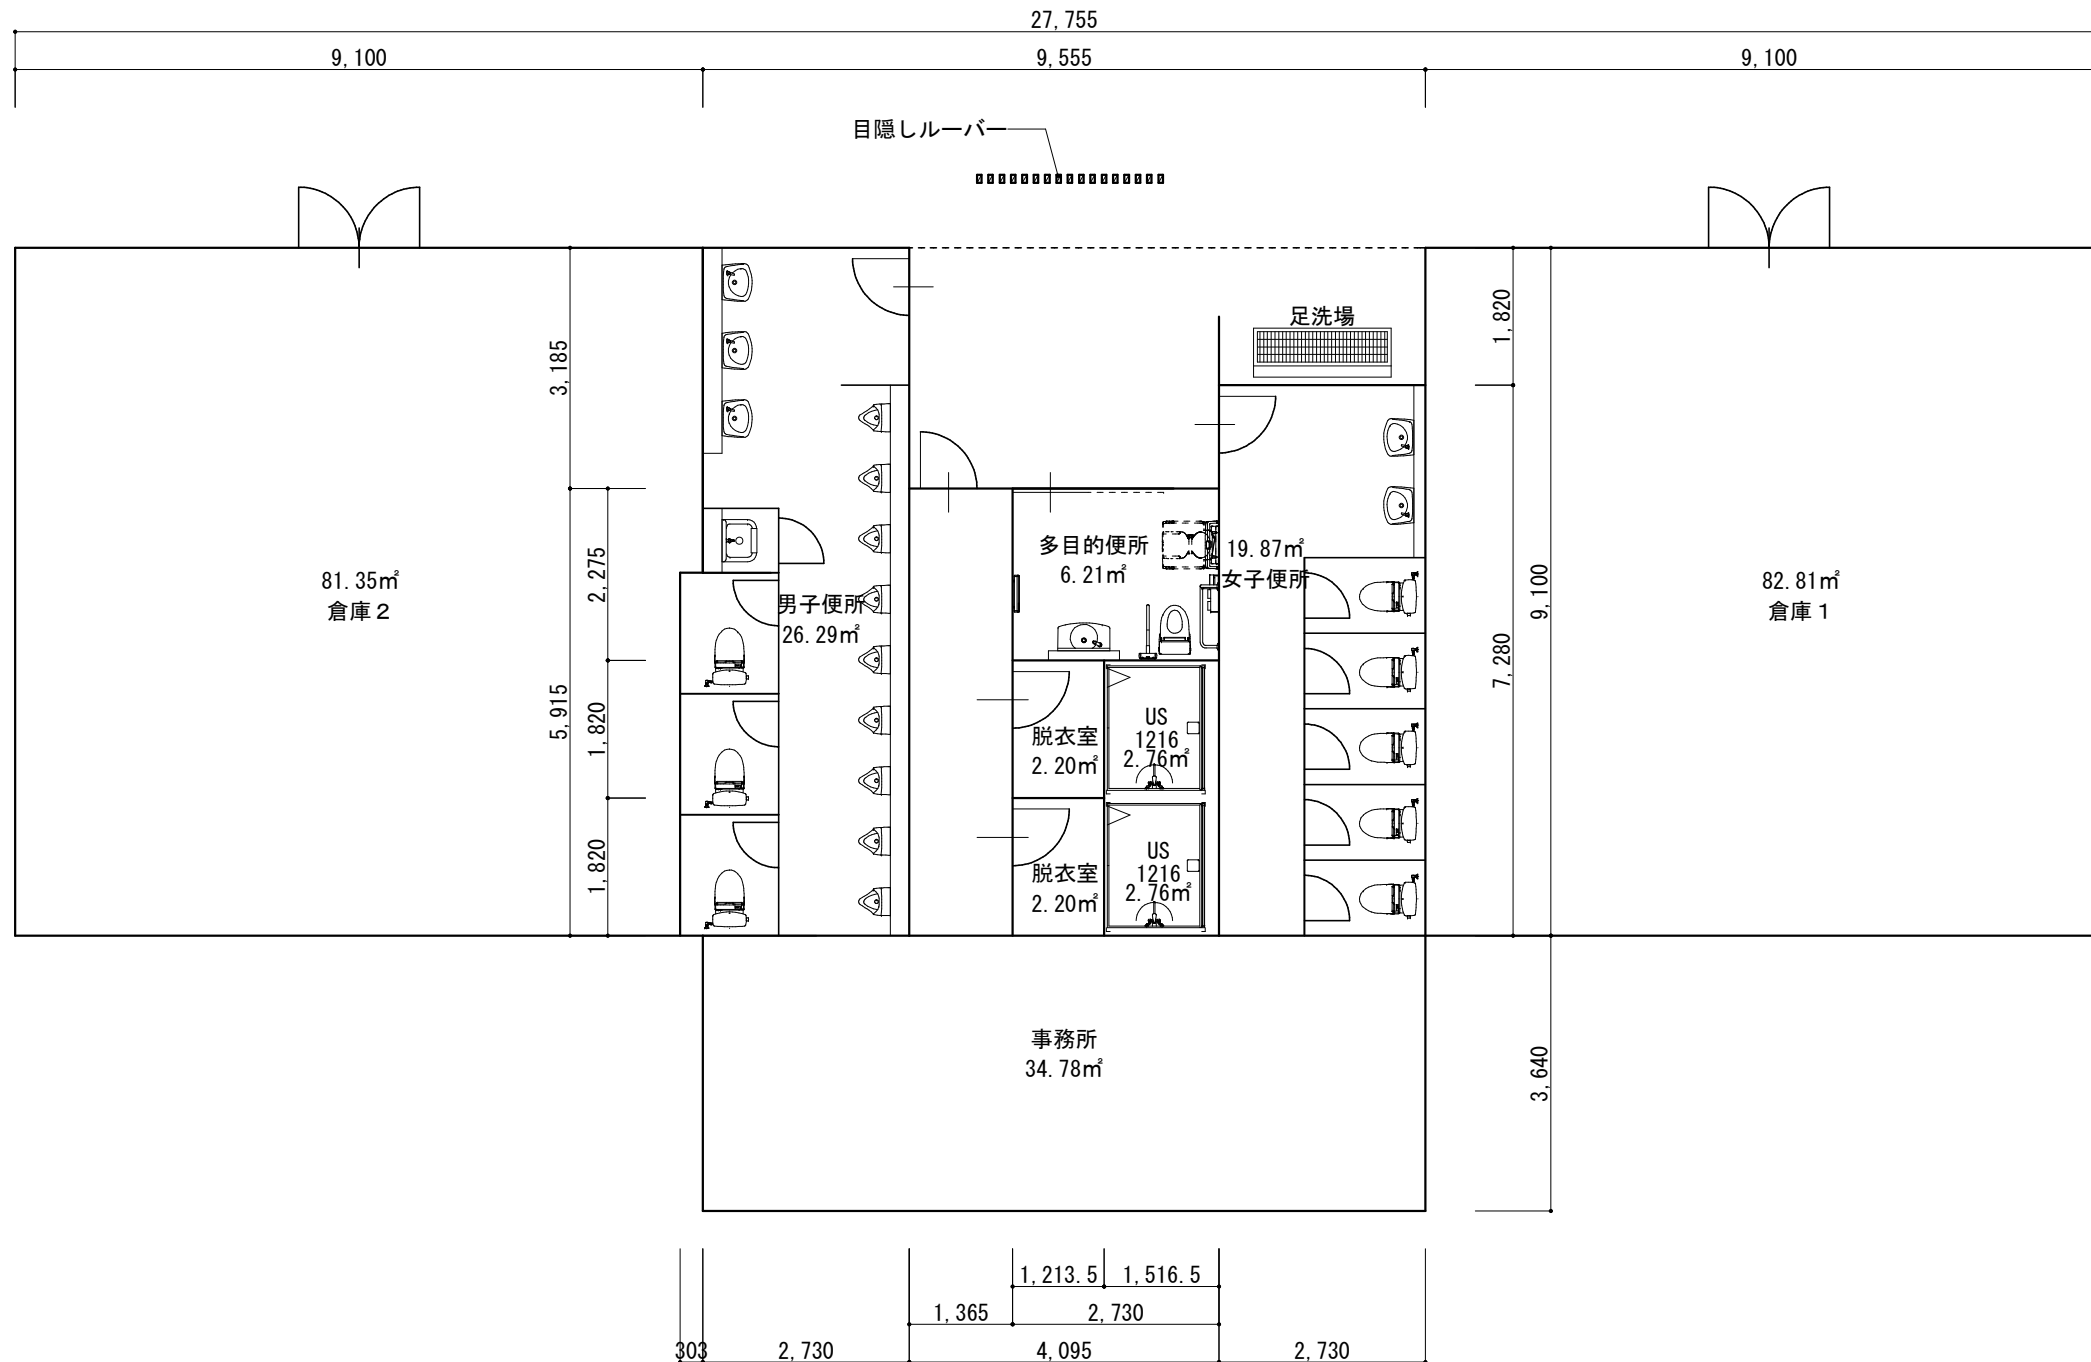 27,755
9,100
9,555
9,100
目隠しルーバー
足洗場
1,820
3,185
多目的便所
6.21㎡
19.87㎡
女子便所
2,275
81.35㎡
倉庫2
男子便所
26.29㎡
82.81㎡
倉庫1
9,100
7,280
5,915
1,820
脱衣室
2.20㎡
US
1216
2.76㎡
1,820
脱衣室
2.20㎡
US
1216
2.76㎡
事務所
34.78㎡
3,640
1,213.5
1,516.5
1,365
2,730
303
2,730
4,095
2,730